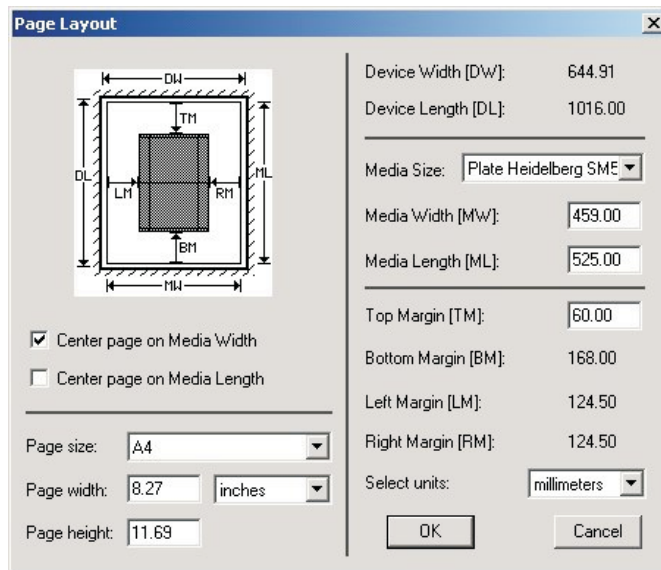 Page Layout
DW
TM
DL
ML
LM
RM
BM
MW
Center page on Media Width
Center page on Media Length
Page size: A4
Page width: 8.27 inches
Page height: 11.69
Device Width [DW]: 644.91
Device Length [DL]: 1016.00
Media Size: Plate Heidelberg SM5
Media Width [MW]: 459.00
Media Length [ML]: 525.00
Top Margin [TM]: 60.00
Bottom Margin [BM]: 168.00
Left Margin [LM]: 124.50
Right Margin [RM]: 124.50
Select units: millimeters
OK Cancel